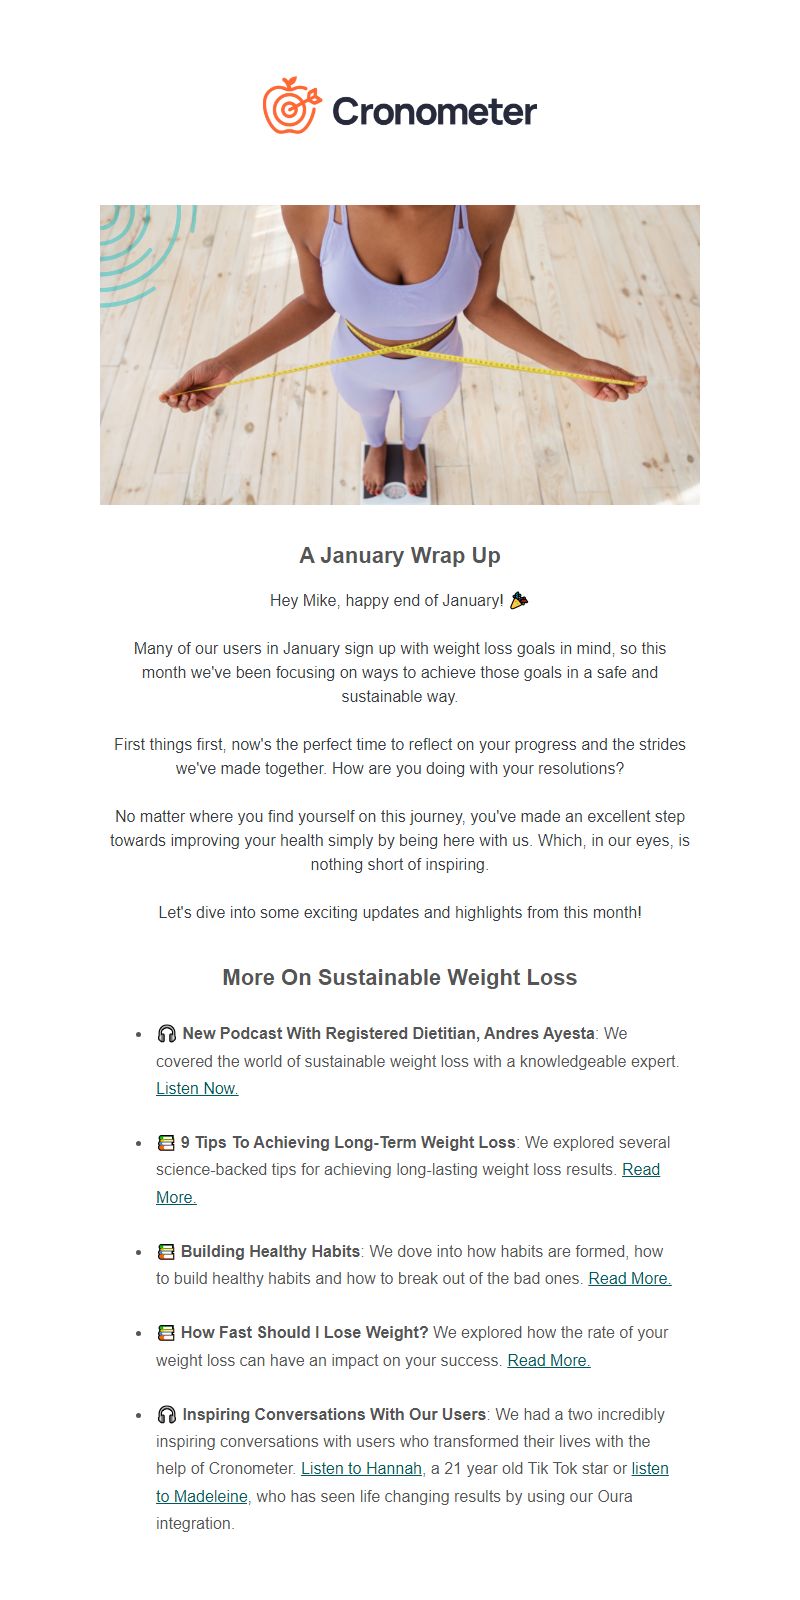 Cronometer
A January Wrap Up
Hey Mike, happy end of January! 🎉
Many of our users in January sign up with weight loss goals in mind, so this
month we've been focusing on ways to achieve those goals in a safe and
sustainable way.
First things first, now's the perfect time to reflect on your progress and the strides
we've made together. How are you doing with your resolutions?
No matter where you find yourself on this journey, you've made an excellent step
towards improving your health simply by being here with us. Which, in our eyes, is
nothing short of inspiring.
Let's dive into some exciting updates and highlights from this month!
More On Sustainable Weight Loss
• 🎧 New Podcast With Registered Dietitian, Andres Ayesta: We
covered the world of sustainable weight loss with a knowledgeable expert.
Listen Now.
• 📚 9 Tips To Achieving Long-Term Weight Loss: We explored several
science-backed tips for achieving long-lasting weight loss results. Read
More.
• 📚 Building Healthy Habits: We dove into how habits are formed, how
to build healthy habits and how to break out of the bad ones. Read More.
• 📚 How Fast Should I Lose Weight? We explored how the rate of your
weight loss can have an impact on your success. Read More.
• 🎧 Inspiring Conversations With Our Users: We had a two incredibly
inspiring conversations with users who transformed their lives with the
help of Cronometer. Listen to Hannah, a 21 year old Tik Tok star or listen
to Madeleine, who has seen life changing results by using our Oura
integration.